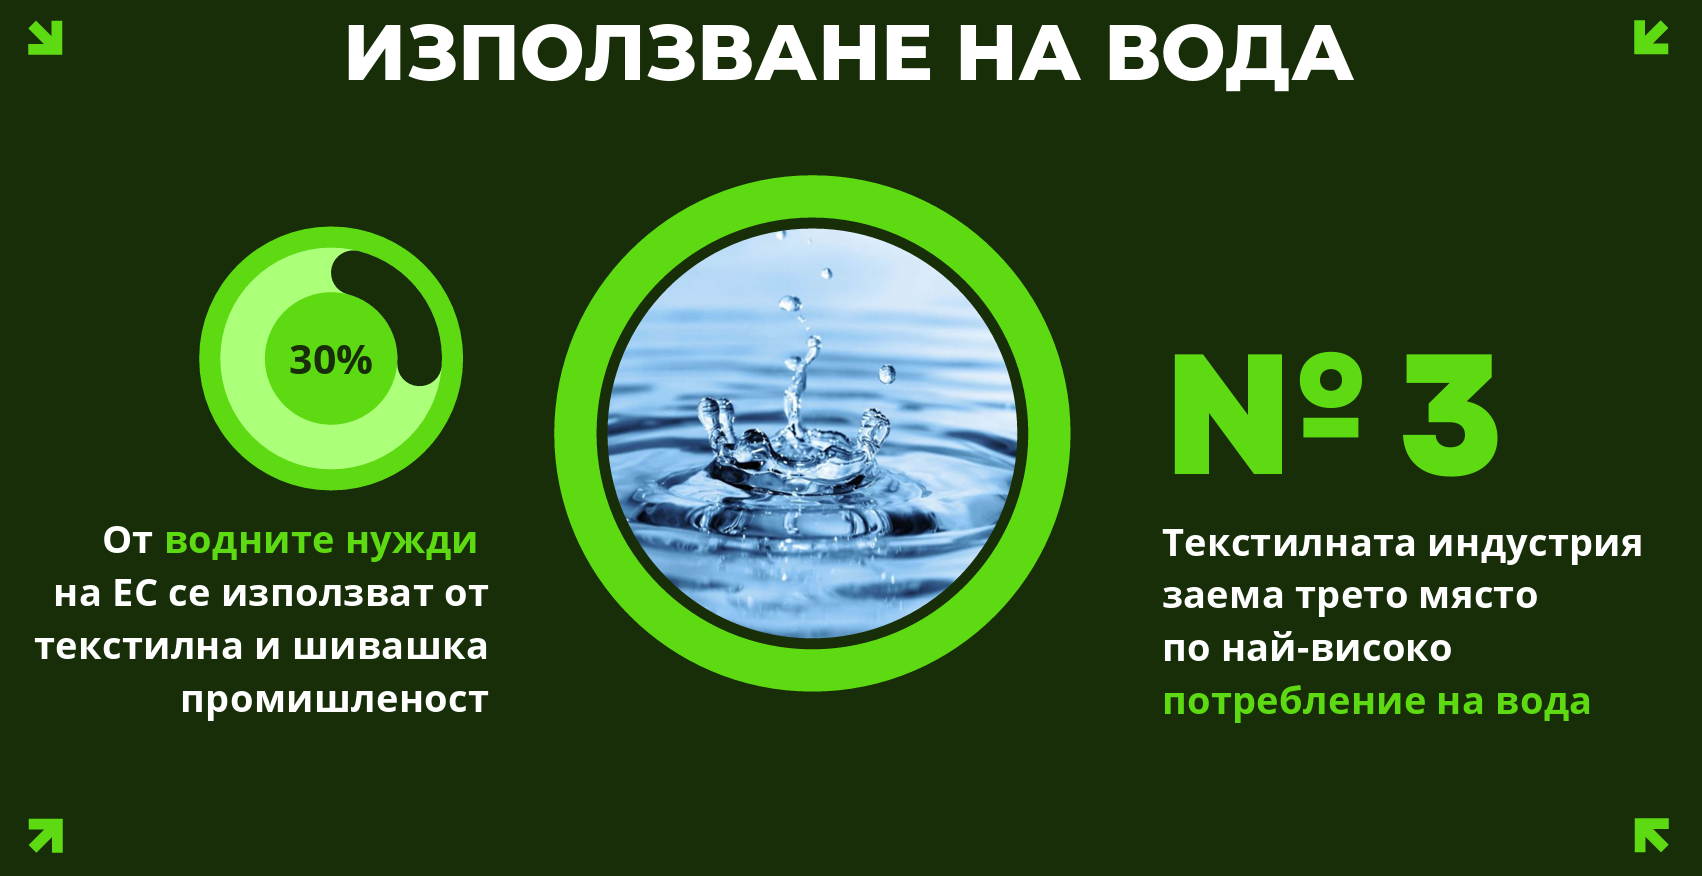 ИЗПОЛЗВАНЕ НА ВОДА
30%
От водните нужди
на ЕС се използват от
текстилна и шивашка
промишленост
№ 3
Текстилната индустрия
заема трето място
по най-високо
потребление на вода